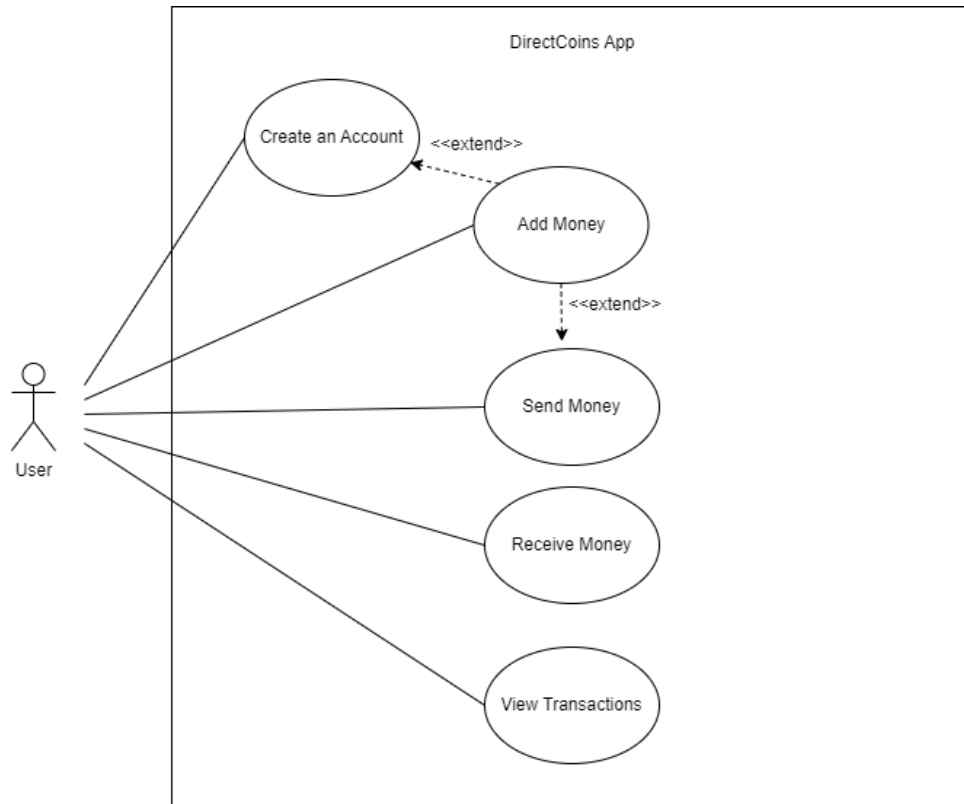 DirectCoins App
Create an Account
<<extend>>
Add Money
<<extend>>
Send Money
User
Receive Money
View Transactions